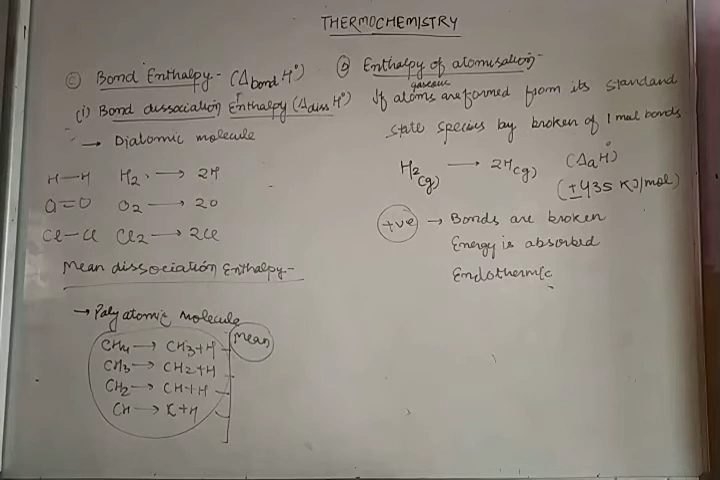 THERMOCHEMISTRY
(c) Bond Enthalpy:- (Δbond H°)
(i) Bond dissociation Enthalpy (Δdiss H°)
→ Diatomic molecule
H—H H2 → 2H
O=O O2 → 2O
Cl—Cl Cl2 → 2Cl
Mean dissociation Enthalpy:-
→ Polyatomic molecule
CH4 → CH3+H
CH3 → CH2+H
CH2 → CH+H
CH → C+H
Mean
(b) Enthalpy of atomisation:-
If gaseous atoms are formed from its standard
state species by broken of 1 mol bonds
H2(g) → 2H(g) (ΔaH°)
(±435 KJ/mol)
+ve → Bonds are broken
Energy is absorbed
Endothermic